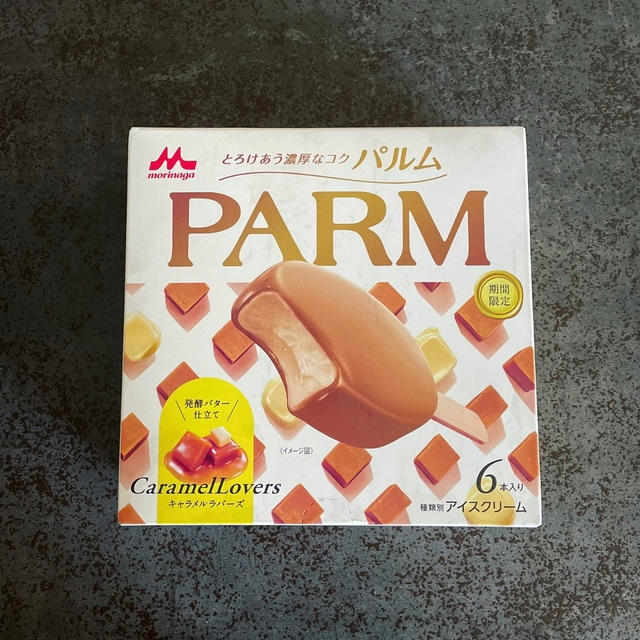 morinaga
とろけあう濃厚なコク パルム
PARM
期間
限定
発酵バター
仕立て
CaramelLovers
キャラメルラバーズ
(イメージ図)
6本入り
種類別 アイスクリーム